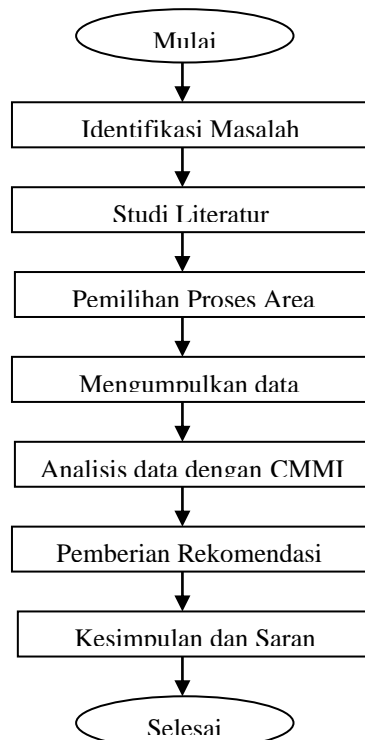 Mulai
Identifikasi Masalah
Studi Literatur
Pemilihan Proses Area
Mengumpulkan data
Analisis data dengan CMMI
Pemberian Rekomendasi
Kesimpulan dan Saran
Selesai